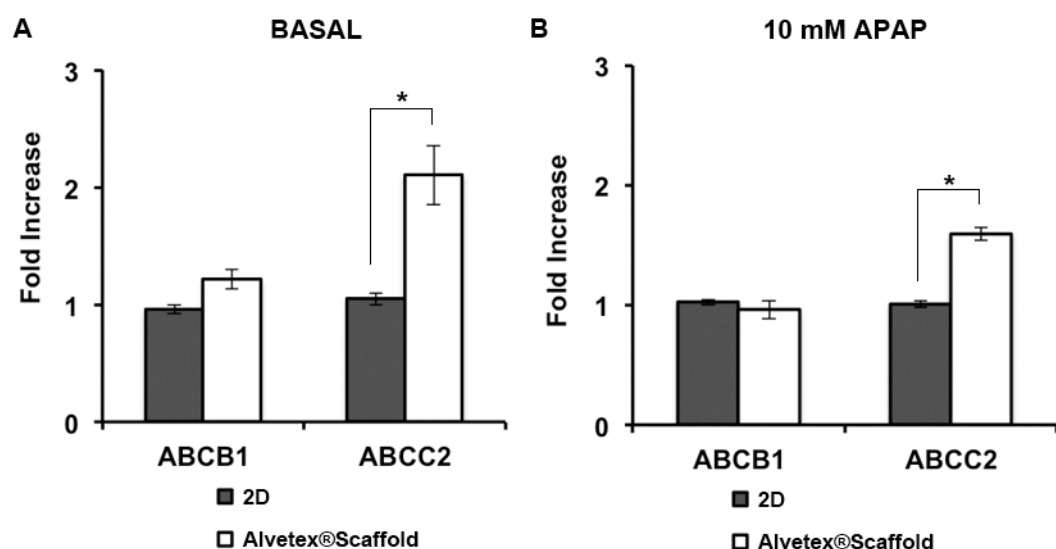 A
BASAL
3
2
1
0
Fold Increase
*
ABCB1
ABCC2
2D
Alvetex®Scaffold
B
10 mM APAP
3
2
1
0
Fold Increase
*
ABCB1
ABCC2
2D
Alvetex®Scaffold